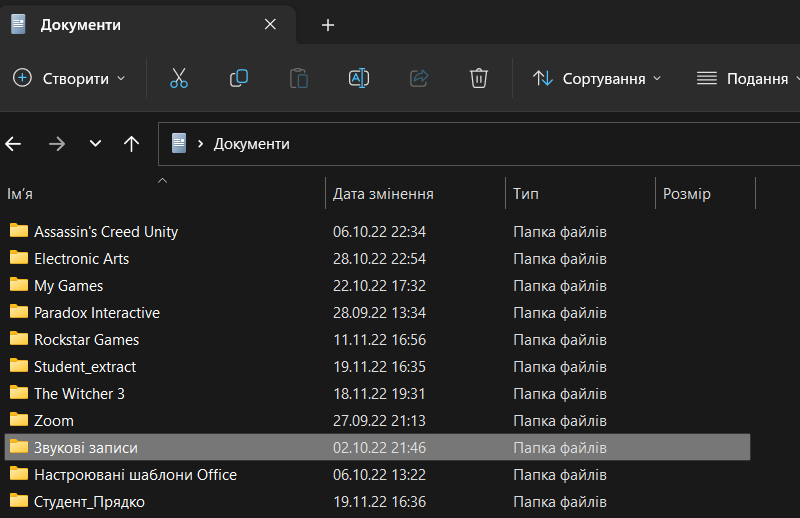 Документи
Створити Сортування Подання
Документи
Ім'я Дата змінення Тип Розмір
Assassin's Creed Unity 06.10.22 22:34 Папка файлів
Electronic Arts 28.10.22 22:54 Папка файлів
My Games 22.10.22 17:32 Папка файлів
Paradox Interactive 28.09.22 13:34 Папка файлів
Rockstar Games 11.11.22 16:56 Папка файлів
Student_extract 19.11.22 16:35 Папка файлів
The Witcher 3 18.11.22 19:31 Папка файлів
Zoom 27.09.22 21:13 Папка файлів
Звукові записи 02.10.22 21:46 Папка файлів
Настроювані шаблони Office 06.10.22 13:22 Папка файлів
Студент_Прядко 19.11.22 16:36 Папка файлів